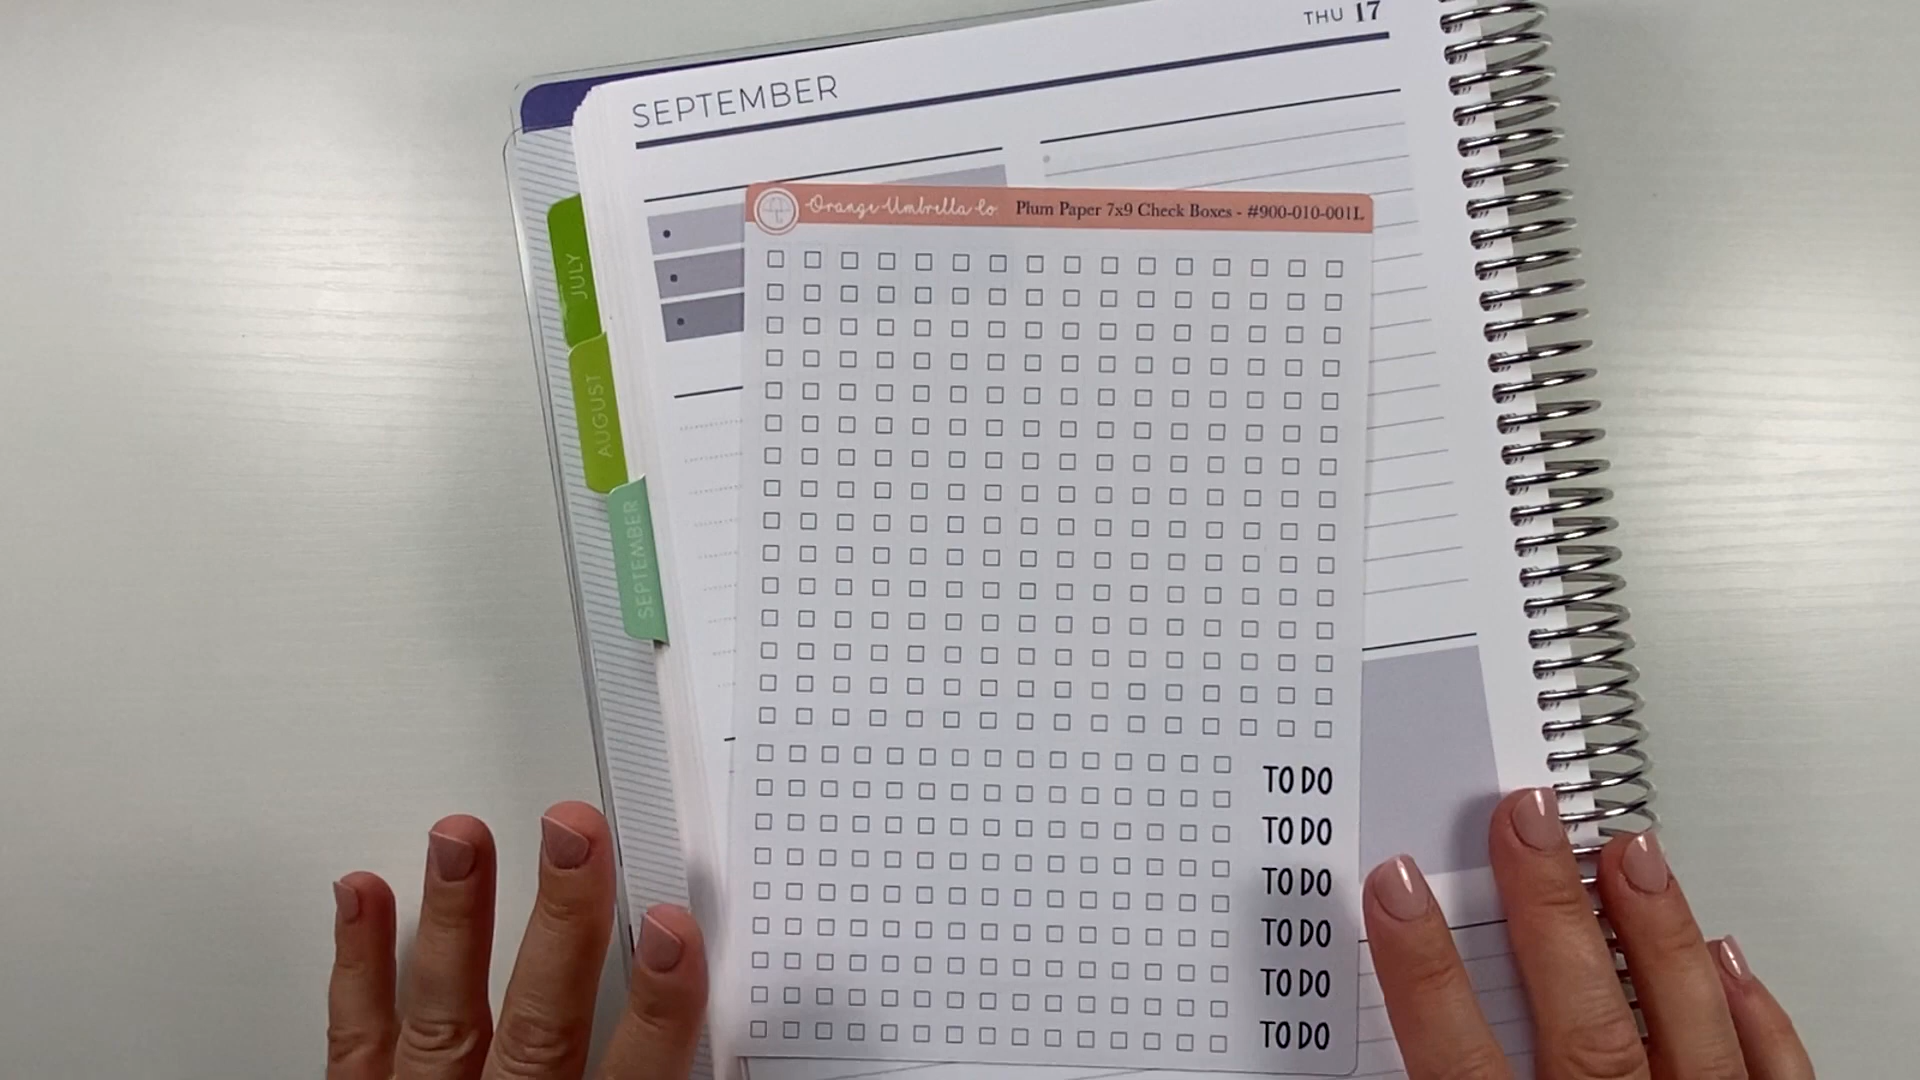 THU 17
SEPTEMBER
Orange Umbrella Co. Plum Paper 7x9 Check Boxes - #900-010-001L
JULY
AUGUST
SEPTEMBER
TO DO
TO DO
TO DO
TO DO
TO DO
TO DO